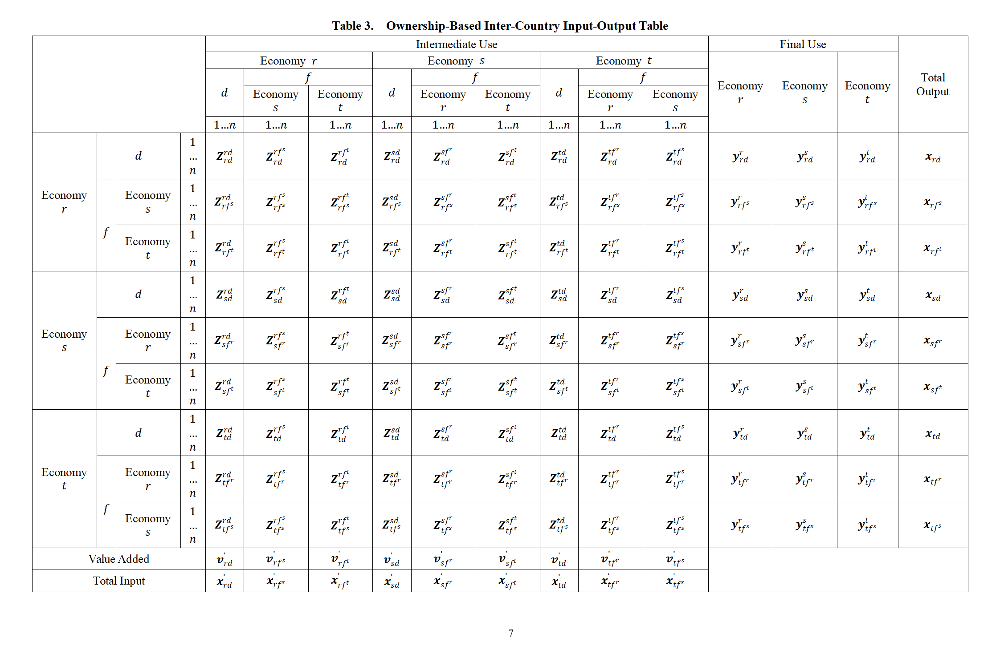 Table 3. Ownership-Based Inter-Country Input-Output Table
Intermediate Use Final Use Total Output
Economy r Economy s Economy t Economy r Economy s Economy t
d f d f d f
Economy s Economy t Economy r Economy t Economy r Economy s
1…n 1…n 1…n 1…n 1…n 1…n 1…n 1…n 1…n
Economy r d 1 … n Z_{rd}^{rd} Z_{rd}^{rf^s} Z_{rd}^{rf^t} Z_{rd}^{sd} Z_{rd}^{sf^r} Z_{rd}^{sf^t} Z_{rd}^{td} Z_{rd}^{tf^r} Z_{rd}^{tf^s} y_{rd}^{r} y_{rd}^{s} y_{rd}^{t} x_{rd}
f Economy s 1 … n Z_{rf^s}^{rd} Z_{rf^s}^{rf^s} Z_{rf^s}^{rf^t} Z_{rf^s}^{sd} Z_{rf^s}^{sf^r} Z_{rf^s}^{sf^t} Z_{rf^s}^{td} Z_{rf^s}^{tf^r} Z_{rf^s}^{tf^s} y_{rf^s}^{r} y_{rf^s}^{s} y_{rf^s}^{t} x_{rf^s}
Economy t 1 … n Z_{rf^t}^{rd} Z_{rf^t}^{rf^s} Z_{rf^t}^{rf^t} Z_{rf^t}^{sd} Z_{rf^t}^{sf^r} Z_{rf^t}^{sf^t} Z_{rf^t}^{td} Z_{rf^t}^{tf^r} Z_{rf^t}^{tf^s} y_{rf^t}^{r} y_{rf^t}^{s} y_{rf^t}^{t} x_{rf^t}
Economy s d 1 … n Z_{sd}^{rd} Z_{sd}^{rf^s} Z_{sd}^{rf^t} Z_{sd}^{sd} Z_{sd}^{sf^r} Z_{sd}^{sf^t} Z_{sd}^{td} Z_{sd}^{tf^r} Z_{sd}^{tf^s} y_{sd}^{r} y_{sd}^{s} y_{sd}^{t} x_{sd}
f Economy r 1 … n Z_{sf^r}^{rd} Z_{sf^r}^{rf^s} Z_{sf^r}^{rf^t} Z_{sf^r}^{sd} Z_{sf^r}^{sf^r} Z_{sf^r}^{sf^t} Z_{sf^r}^{td} Z_{sf^r}^{tf^r} Z_{sf^r}^{tf^s} y_{sf^r}^{r} y_{sf^r}^{s} y_{sf^r}^{t} x_{sf^r}
Economy t 1 … n Z_{sf^t}^{rd} Z_{sf^t}^{rf^s} Z_{sf^t}^{rf^t} Z_{sf^t}^{sd} Z_{sf^t}^{sf^r} Z_{sf^t}^{sf^t} Z_{sf^t}^{td} Z_{sf^t}^{tf^r} Z_{sf^t}^{tf^s} y_{sf^t}^{r} y_{sf^t}^{s} y_{sf^t}^{t} x_{sf^t}
Economy t d 1 … n Z_{td}^{rd} Z_{td}^{rf^s} Z_{td}^{rf^t} Z_{td}^{sd} Z_{td}^{sf^r} Z_{td}^{sf^t} Z_{td}^{td} Z_{td}^{tf^r} Z_{td}^{tf^s} y_{td}^{r} y_{td}^{s} y_{td}^{t} x_{td}
f Economy r 1 … n Z_{tf^r}^{rd} Z_{tf^r}^{rf^s} Z_{tf^r}^{rf^t} Z_{tf^r}^{sd} Z_{tf^r}^{sf^r} Z_{tf^r}^{sf^t} Z_{tf^r}^{td} Z_{tf^r}^{tf^r} Z_{tf^r}^{tf^s} y_{tf^r}^{r} y_{tf^r}^{s} y_{tf^r}^{t} x_{tf^r}
Economy s 1 … n Z_{tf^s}^{rd} Z_{tf^s}^{rf^s} Z_{tf^s}^{rf^t} Z_{tf^s}^{sd} Z_{tf^s}^{sf^r} Z_{tf^s}^{sf^t} Z_{tf^s}^{td} Z_{tf^s}^{tf^r} Z_{tf^s}^{tf^s} y_{tf^s}^{r} y_{tf^s}^{s} y_{tf^s}^{t} x_{tf^s}
Value Added v'_{rd} v'_{rf^s} v'_{rf^t} v'_{sd} v'_{sf^r} v'_{sf^t} v'_{td} v'_{tf^r} v'_{tf^s}
Total Input x'_{rd} x'_{rf^s} x'_{rf^t} x'_{sd} x'_{sf^r} x'_{sf^t} x'_{td} x'_{tf^r} x'_{tf^s}
7